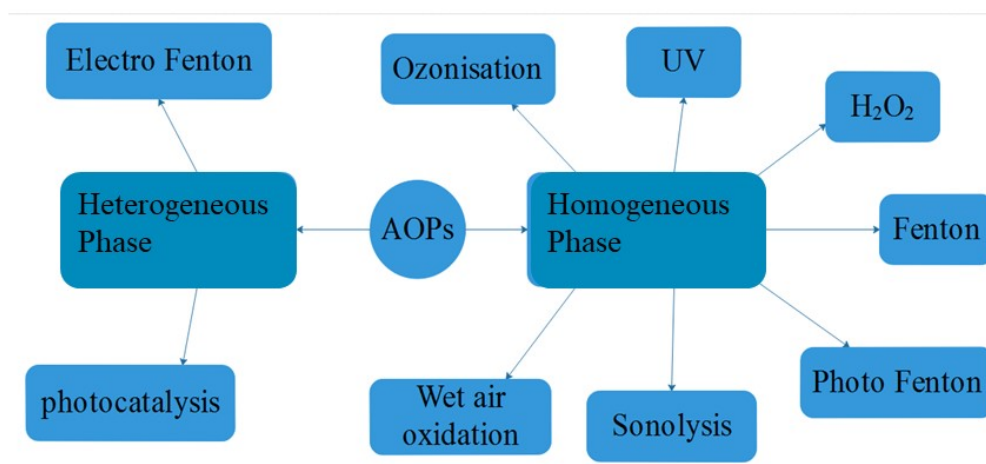 Electro Fenton
Ozonisation
UV
H₂O₂
Heterogeneous
Phase
AOPs
Homogeneous
Phase
Fenton
photocatalysis
Wet air
oxidation
Sonolysis
Photo Fenton